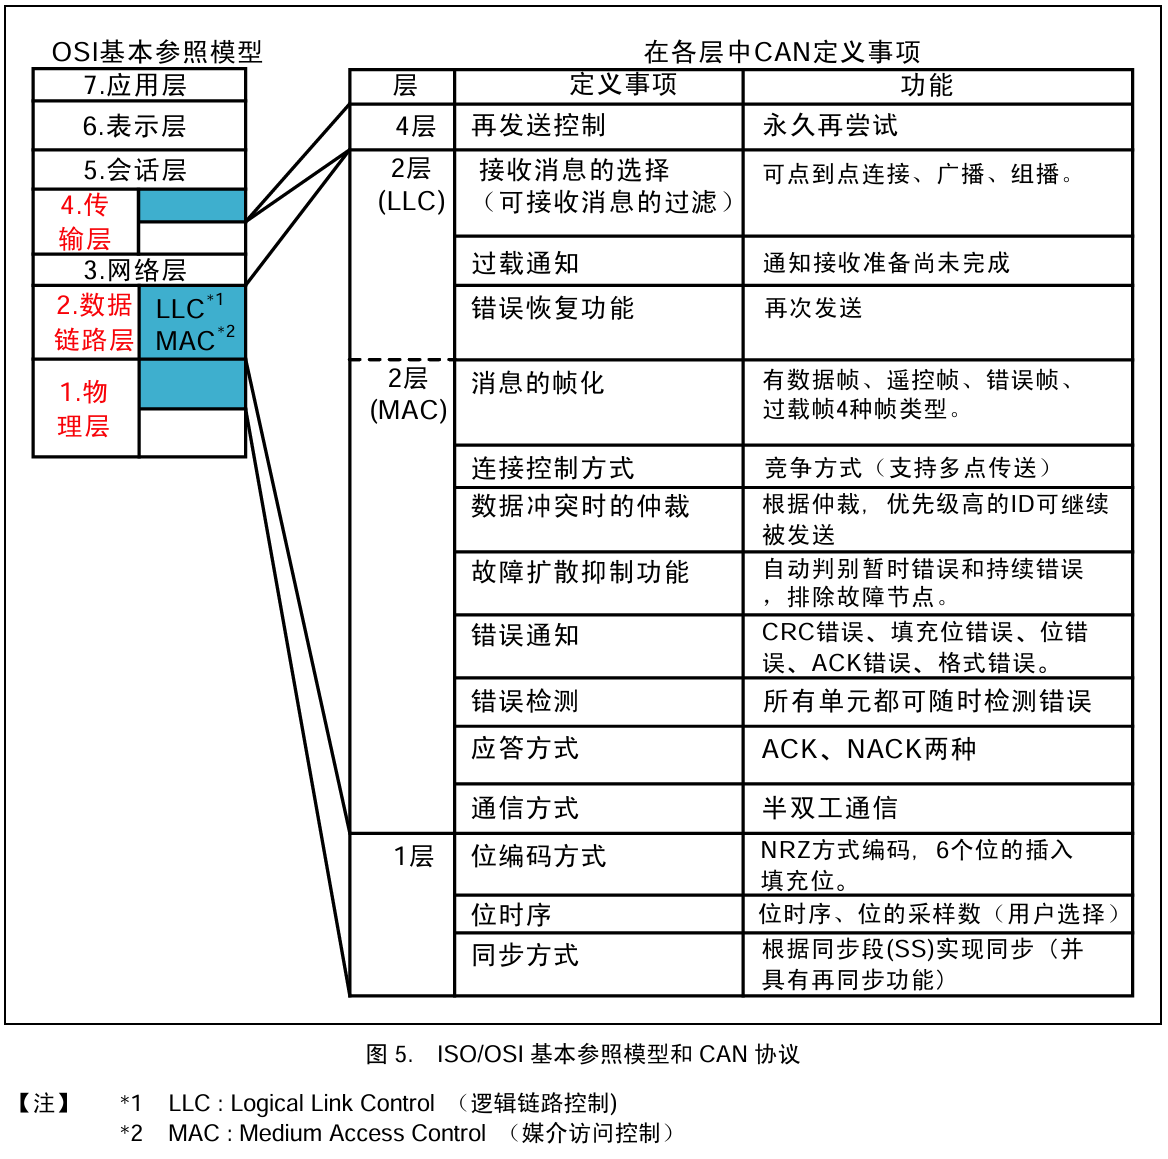 OSI基本参照模型
7.应用层
6.表示层
5.会话层
4.传
输层
3.网络层
2.数据
链路层
LLC*1
MAC*2
1.物
理层
在各层中CAN定义事项
层 定义事项 功能
4层 再发送控制 永久再尝试
2层
(LLC)
接收消息的选择
（可接收消息的过滤）
可点到点连接、广播、组播。
过载通知 通知接收准备尚未完成
错误恢复功能 再次发送
2层
(MAC)
消息的帧化
有数据帧、遥控帧、错误帧、
过载帧4种帧类型。
连接控制方式 竞争方式（支持多点传送）
数据冲突时的仲裁
根据仲裁，优先级高的ID可继续
被发送
故障扩散抑制功能
自动判别暂时错误和持续错误
，排除故障节点。
错误通知
CRC错误、填充位错误、位错
误、ACK错误、格式错误。
错误检测 所有单元都可随时检测错误
应答方式 ACK、NACK两种
通信方式 半双工通信
1层
位编码方式
NRZ方式编码，6个位的插入
填充位。
位时序 位时序、位的采样数（用户选择）
同步方式
根据同步段(SS)实现同步（并
具有再同步功能）
图 5. ISO/OSI 基本参照模型和 CAN 协议
【注】 *1 LLC : Logical Link Control （逻辑链路控制)
*2 MAC : Medium Access Control （媒介访问控制）